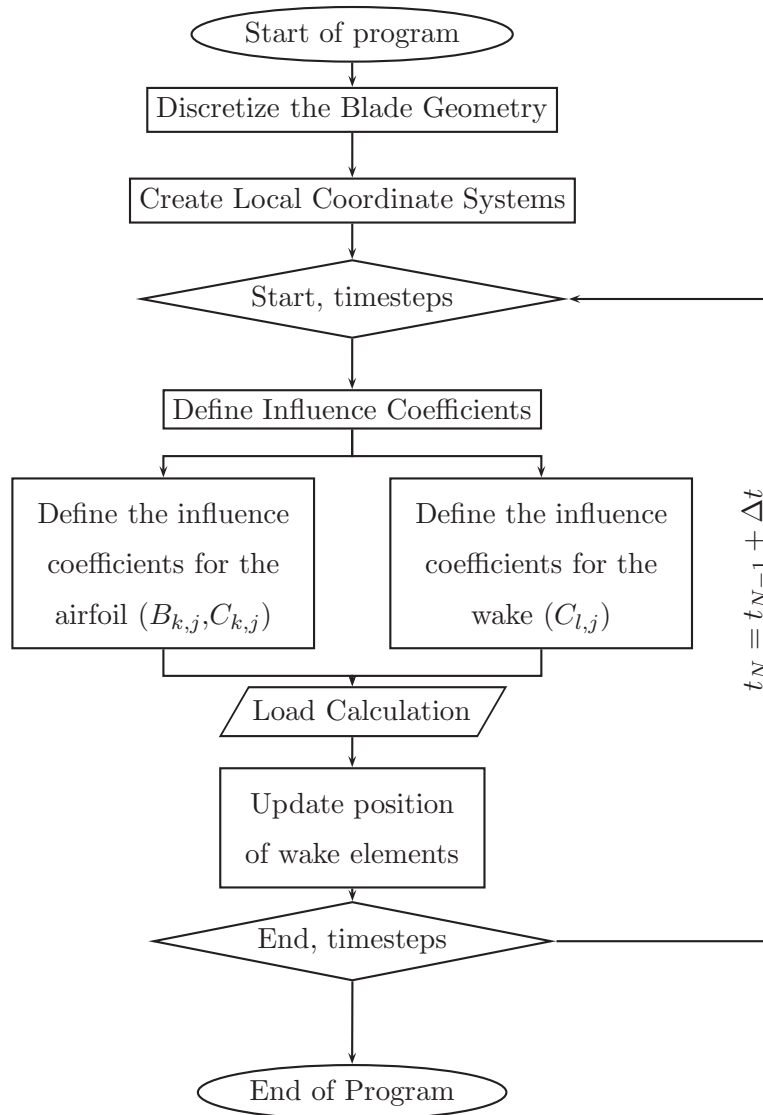 Start of program
Discretize the Blade Geometry
Create Local Coordinate Systems
Start, timesteps
Define Influence Coefficients
Define the influence
coefficients for the
airfoil ($B_{k,j}$,$C_{k,j}$)
Define the influence
coefficients for the
wake ($C_{l,j}$)
$t_N = t_{N-1} + \Delta t$
Load Calculation
Update position
of wake elements
End, timesteps
End of Program